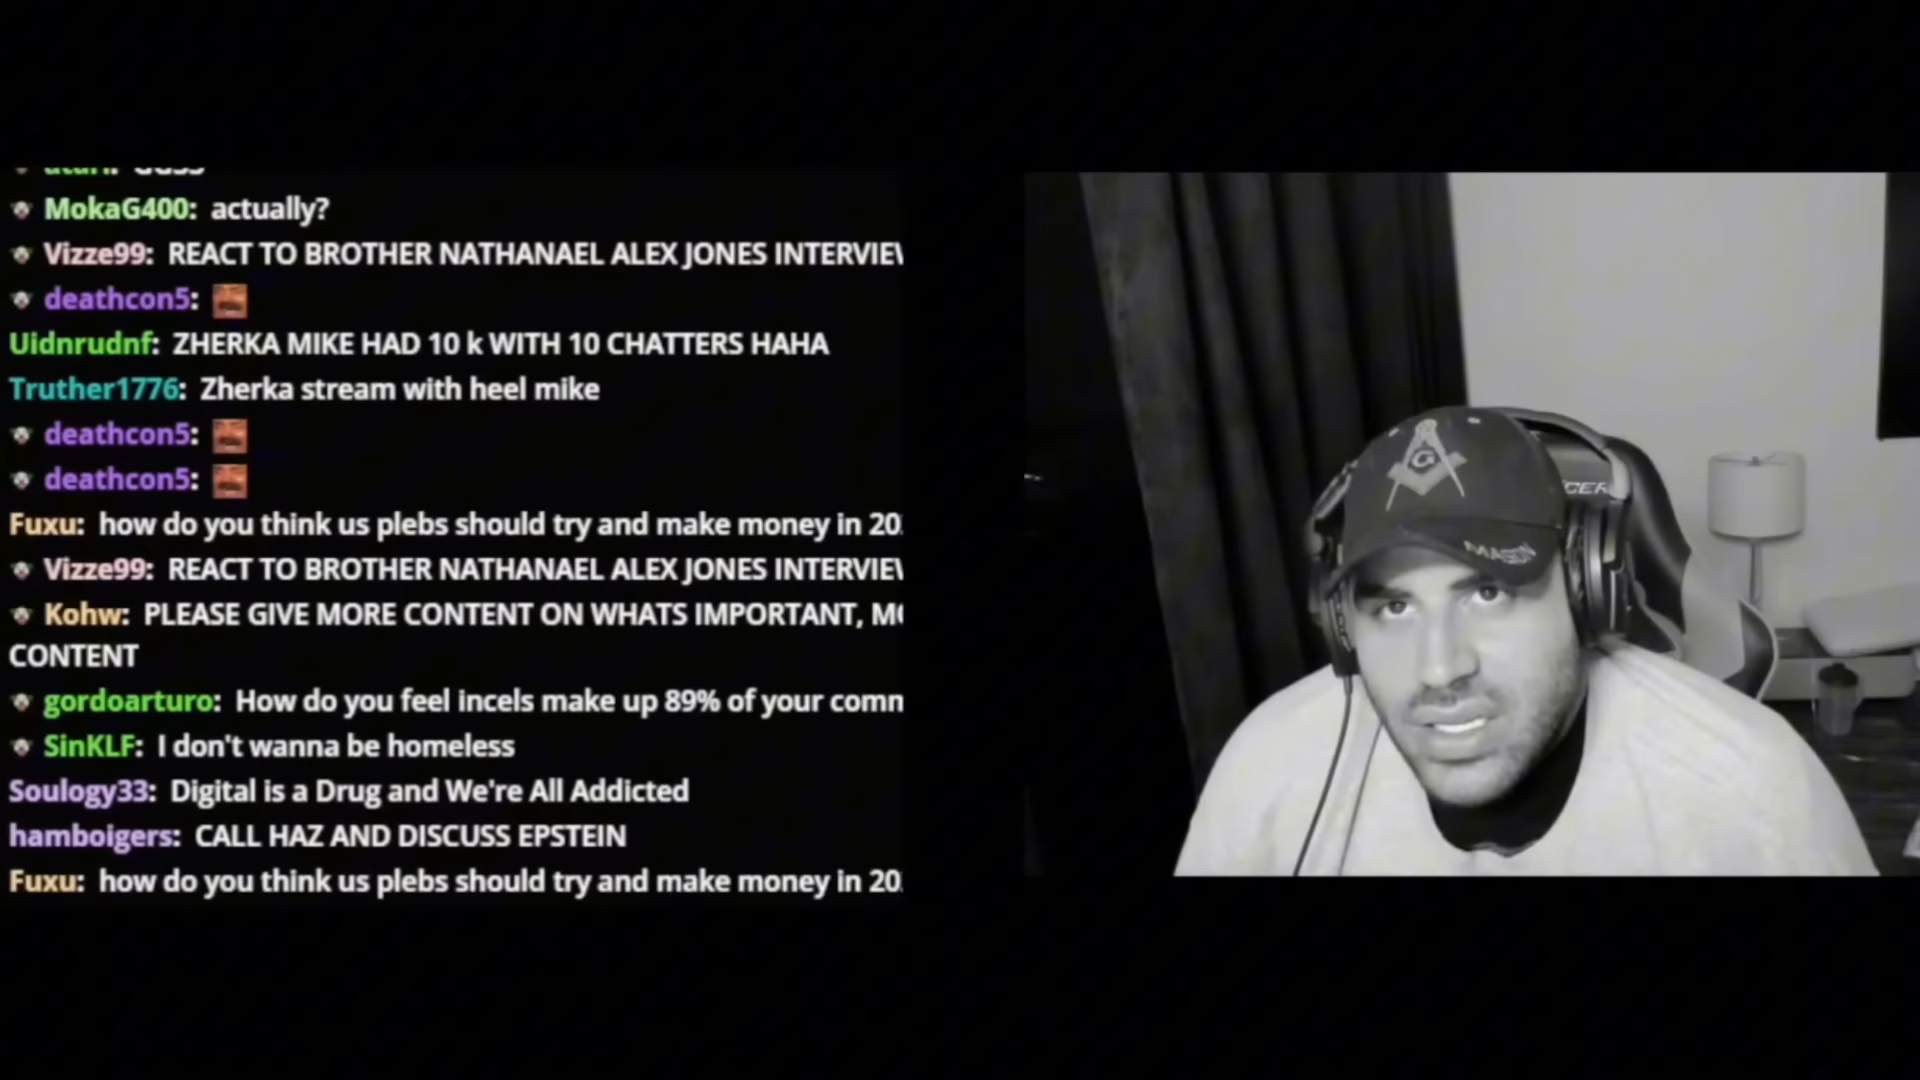 MokaG400: actually?
Vizze99: REACT TO BROTHER NATHANAEL ALEX JONES INTERVIEW
deathcon5:
Uidnrudnf: ZHERKA MIKE HAD 10 k WITH 10 CHATTERS HAHA
Truther1776: Zherka stream with heel mike
deathcon5:
deathcon5:
Fuxu: how do you think us plebs should try and make money in 20
Vizze99: REACT TO BROTHER NATHANAEL ALEX JONES INTERVIEW
Kohw: PLEASE GIVE MORE CONTENT ON WHATS IMPORTANT,
CONTENT
gordoarturo: How do you feel incels make up 89% of your
SinKLF: I don't wanna be homeless
Soulogy33: Digital is a Drug and We're All Addicted
hamboigers: CALL HAZ AND DISCUSS EPSTEIN
Fuxu: how do you think us plebs should try and make money in 20
G
MASON